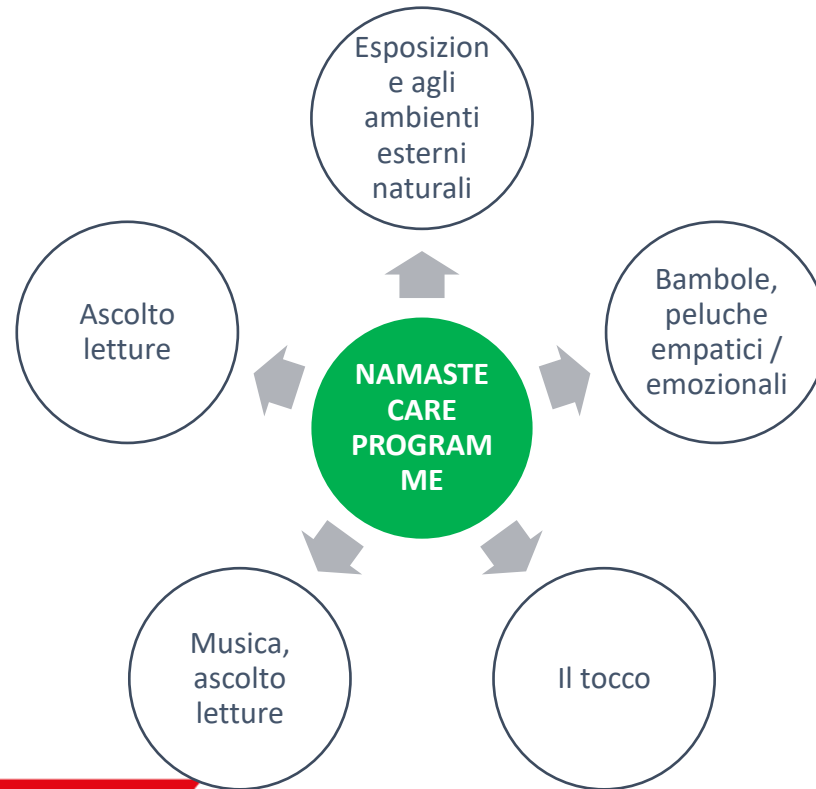 Esposizion
e agli
ambienti
esterni
naturali
Bambole,
peluche
empatici /
emozionali
Ascolto
letture
NAMASTE
CARE
PROGRAM
ME
Musica,
ascolto
letture
Il tocco